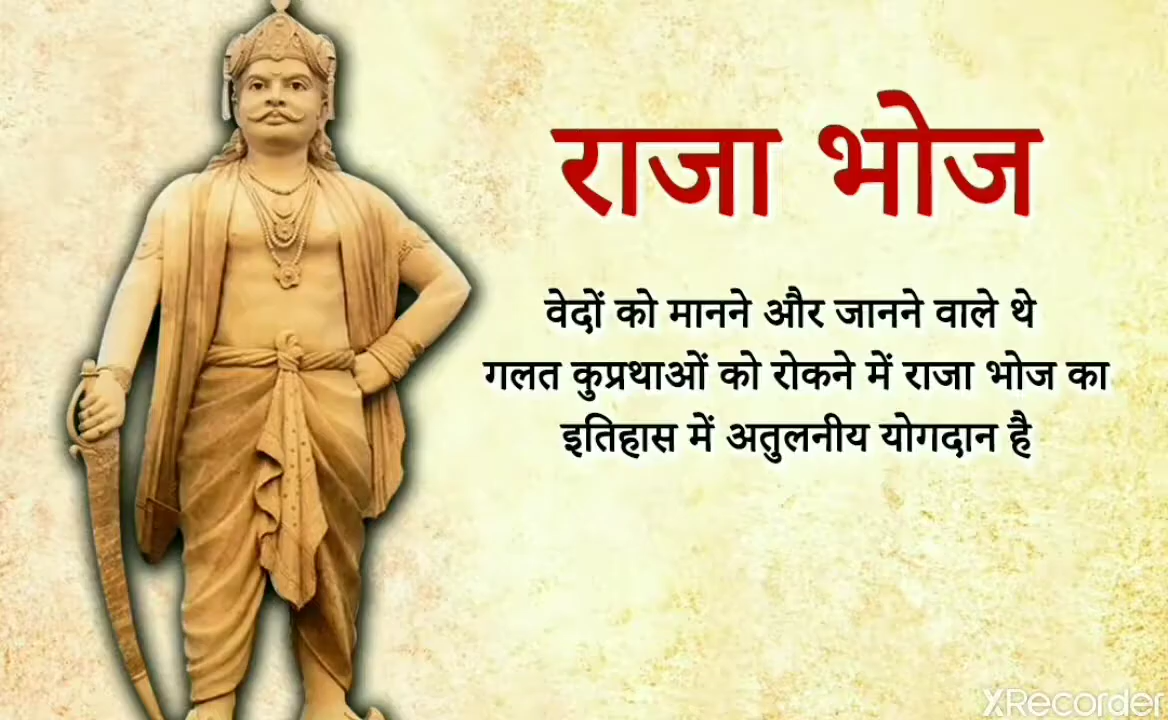 राजा भोज
वेदों को मानने और जानने वाले थे
गलत कुप्रथाओं को रोकने में राजा भोज का
इतिहास में अतुलनीय योगदान है
XRecorder